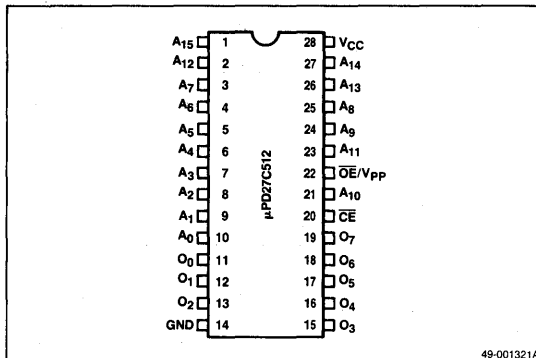 A15 1 28 VCC
A12 2 27 A14
A7 3 26 A13
A6 4 25 A8
A5 5 24 A9
A4 6 23 A11
A3 7 22 OE/VPP
A2 8 21 A10
A1 9 20 CE
A0 10 19 O7
O0 11 18 O6
O1 12 17 O5
O2 13 16 O4
GND 14 15 O3
μPD27C512
49-001321A